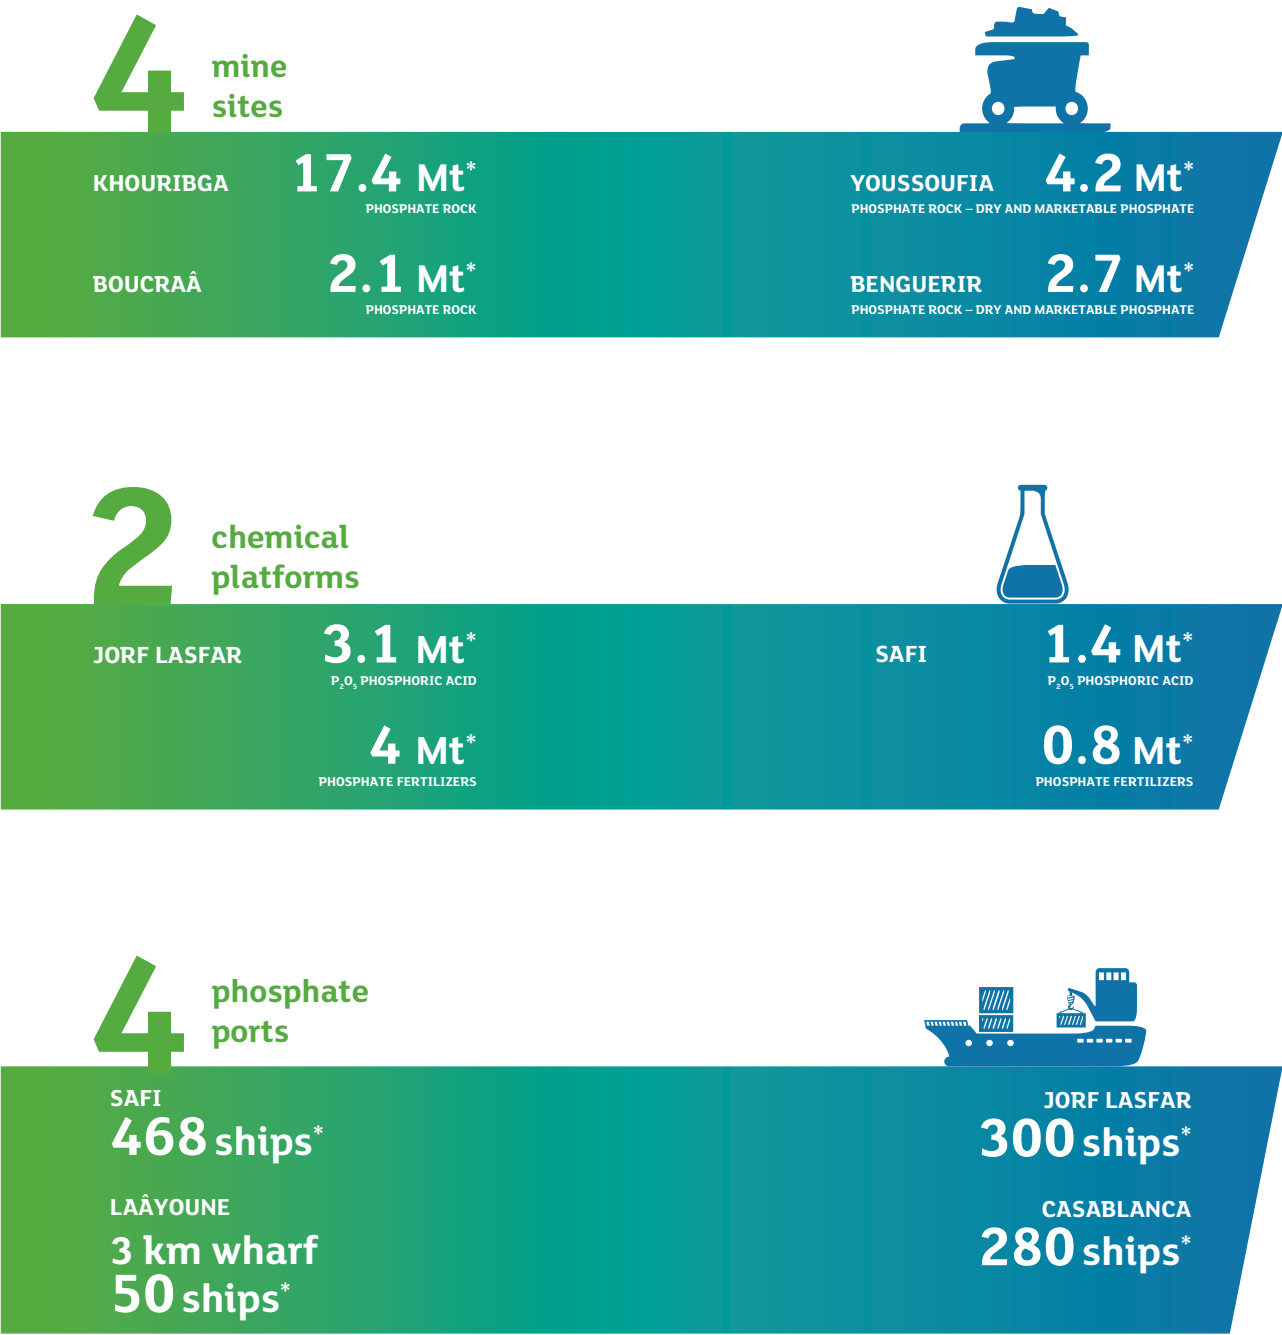 4
mine
sites
KHOURIBGA 17.4 Mt*
PHOSPHATE ROCK
BOUCRAÂ 2.1 Mt*
PHOSPHATE ROCK
YOUSSOUFIA 4.2 Mt*
PHOSPHATE ROCK – DRY AND MARKETABLE PHOSPHATE
BENGUERIR 2.7 Mt*
PHOSPHATE ROCK – DRY AND MARKETABLE PHOSPHATE
2
chemical
platforms
JORF LASFAR 3.1 Mt*
P₂O₅ PHOSPHORIC ACID
4 Mt*
PHOSPHATE FERTILIZERS
SAFI 1.4 Mt*
P₂O₅ PHOSPHORIC ACID
0.8 Mt*
PHOSPHATE FERTILIZERS
4
phosphate
ports
SAFI
468 ships*
LAÂYOUNE
3 km wharf
50 ships*
JORF LASFAR
300 ships*
CASABLANCA
280 ships*